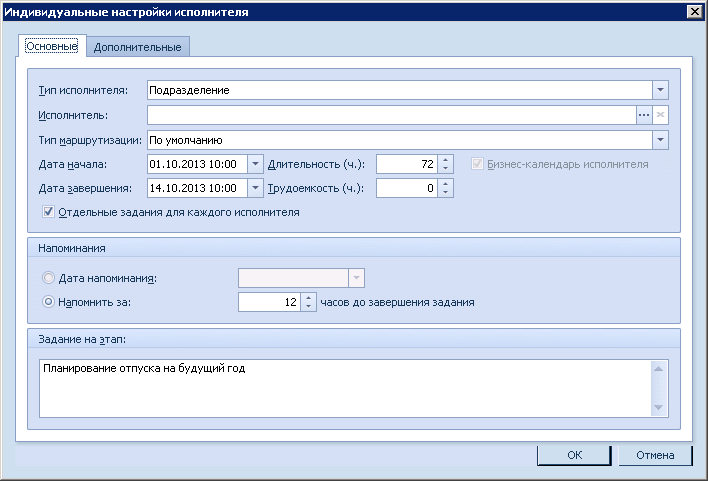 Индивидуальные настройки исполнителя
Основные Дополнительные
Тип исполнителя: Подразделение
Исполнитель:
Тип маршрутизации: По умолчанию
Дата начала: 01.10.2013 10:00 Длительность (ч.): 72 Бизнес-календарь исполнителя
Дата завершения: 14.10.2013 10:00 Трудоемкость (ч.): 0
Отдельные задания для каждого исполнителя
Напоминания
Дата напоминания:
Напомнить за: 12 часов до завершения задания
Задание на этап:
Планирование отпуска на будущий год
OK Отмена